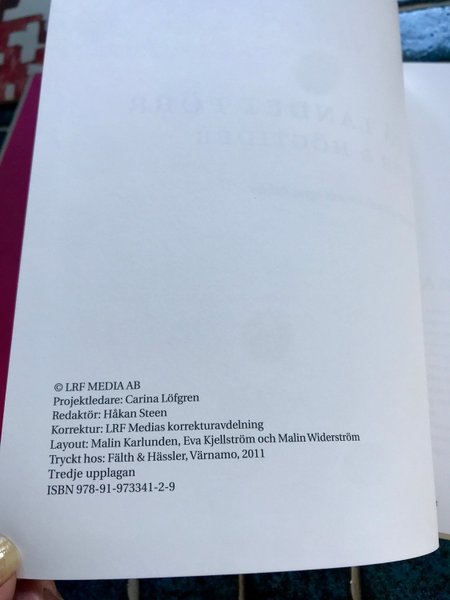 © LRF MEDIA AB
Projektledare: Carina Löfgren
Redaktör: Håkan Steen
Korrektur: LRF Medias korrekturavdelning
Layout: Malin Karlunden, Eva Kjellström och Malin Widerström
Tryckt hos: Fälth & Hässler, Värnamo, 2011
Tredje upplagan
ISBN 978-91-973341-2-9